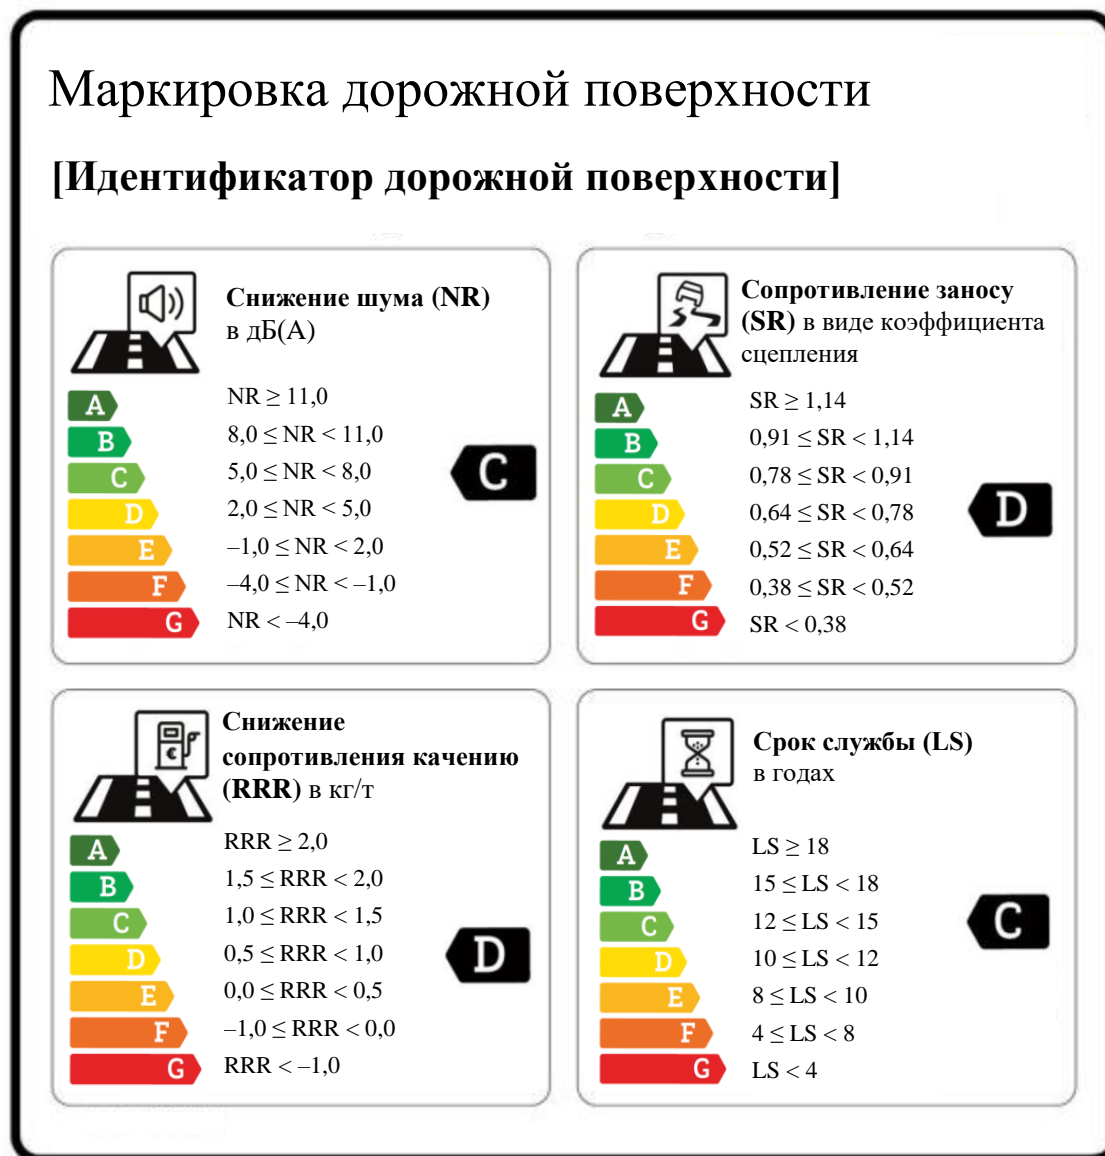 Маркировка дорожной поверхности
[Идентификатор дорожной поверхности]
Снижение шума (NR)
в дБ(А)
A NR ≥ 11,0
B 8,0 ≤ NR < 11,0
C 5,0 ≤ NR < 8,0
D 2,0 ≤ NR < 5,0
E –1,0 ≤ NR < 2,0
F –4,0 ≤ NR < –1,0
G NR < –4,0
C
Сопротивление заносу
(SR) в виде коэффициента
сцепления
A SR ≥ 1,14
B 0,91 ≤ SR < 1,14
C 0,78 ≤ SR < 0,91
D 0,64 ≤ SR < 0,78
E 0,52 ≤ SR < 0,64
F 0,38 ≤ SR < 0,52
G SR < 0,38
D
Снижение
сопротивления качению
(RRR) в кг/т
€
A RRR ≥ 2,0
B 1,5 ≤ RRR < 2,0
C 1,0 ≤ RRR < 1,5
D 0,5 ≤ RRR < 1,0
E 0,0 ≤ RRR < 0,5
F –1,0 ≤ RRR < 0,0
G RRR < –1,0
D
Срок службы (LS)
в годах
A LS ≥ 18
B 15 ≤ LS < 18
C 12 ≤ LS < 15
D 10 ≤ LS < 12
E 8 ≤ LS < 10
F 4 ≤ LS < 8
G LS < 4
C